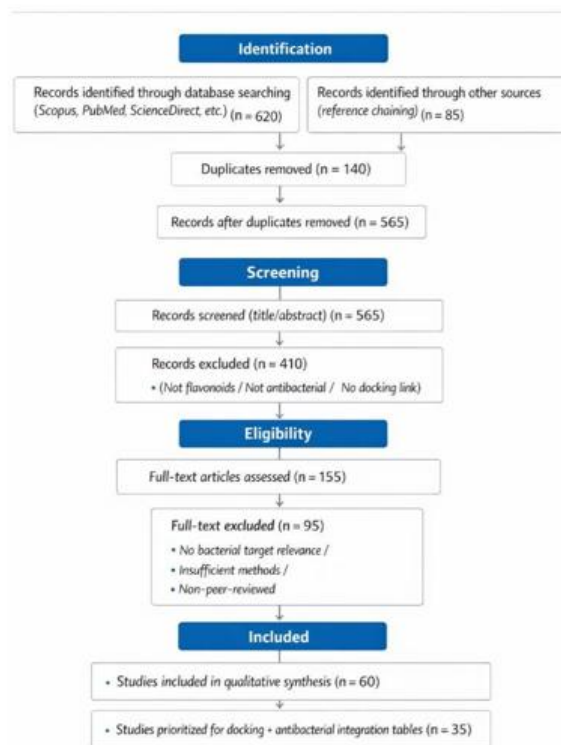 Identification
Records identified through database searching
(Scopus, PubMed, ScienceDirect, etc.) (n = 620)
Records identified through other sources
(reference chaining) (n = 85)
Duplicates removed (n = 140)
Records after duplicates removed (n = 565)
Screening
Records screened (title/abstract) (n = 565)
Records excluded (n = 410)
• (Not flavonoids / Not antibacterial / No docking link)
Eligibility
Full-text articles assessed (n = 155)
Full-text excluded (n = 95)
• No bacterial target relevance /
• Insufficient methods /
• Non-peer-reviewed
Included
• Studies included in qualitative synthesis (n = 60)
• Studies prioritized for docking + antibacterial integration tables (n = 35)